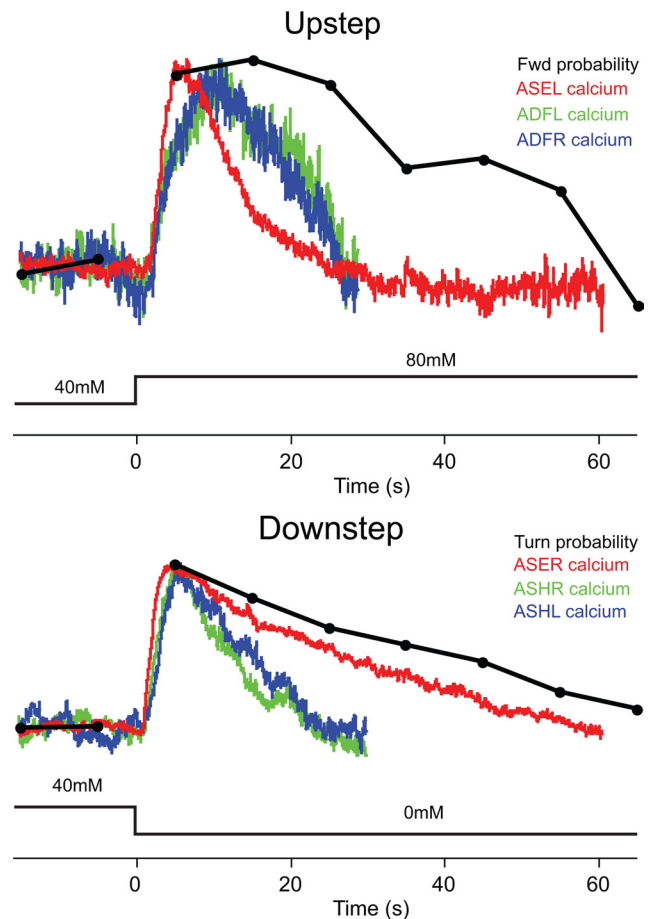 Upstep
Fwd probability
ASEL calcium
ADFL calcium
ADFR calcium
80mM
40mM
0 20 40 60
Time (s)
Downstep
Turn probability
ASER calcium
ASHR calcium
ASHL calcium
40mM
0mM
0 20 40 60
Time (s)